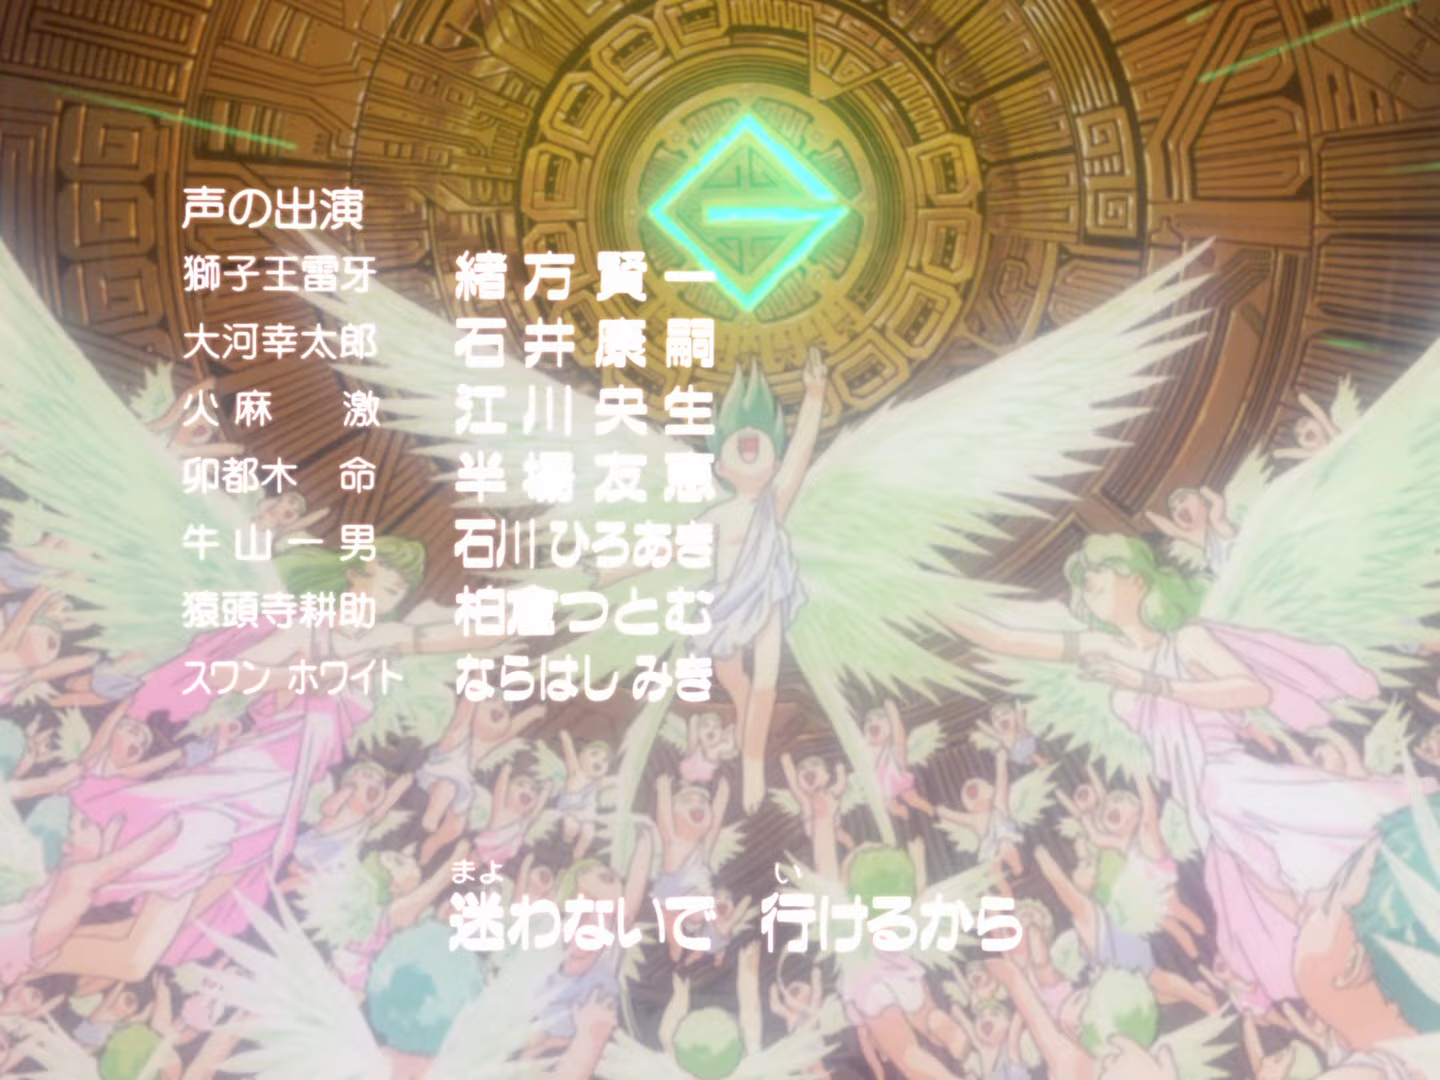 声の出演
獅子王雷牙 緒方賢一
大河幸太郎 石井康嗣
火麻 激 江川央生
卯都木 命 半場友恵
牛山一男 石川ひろあき
猿頭寺耕助 柏倉つとむ
スワン ホワイト ならはしみき
まよ い
迷わないで 行けるから